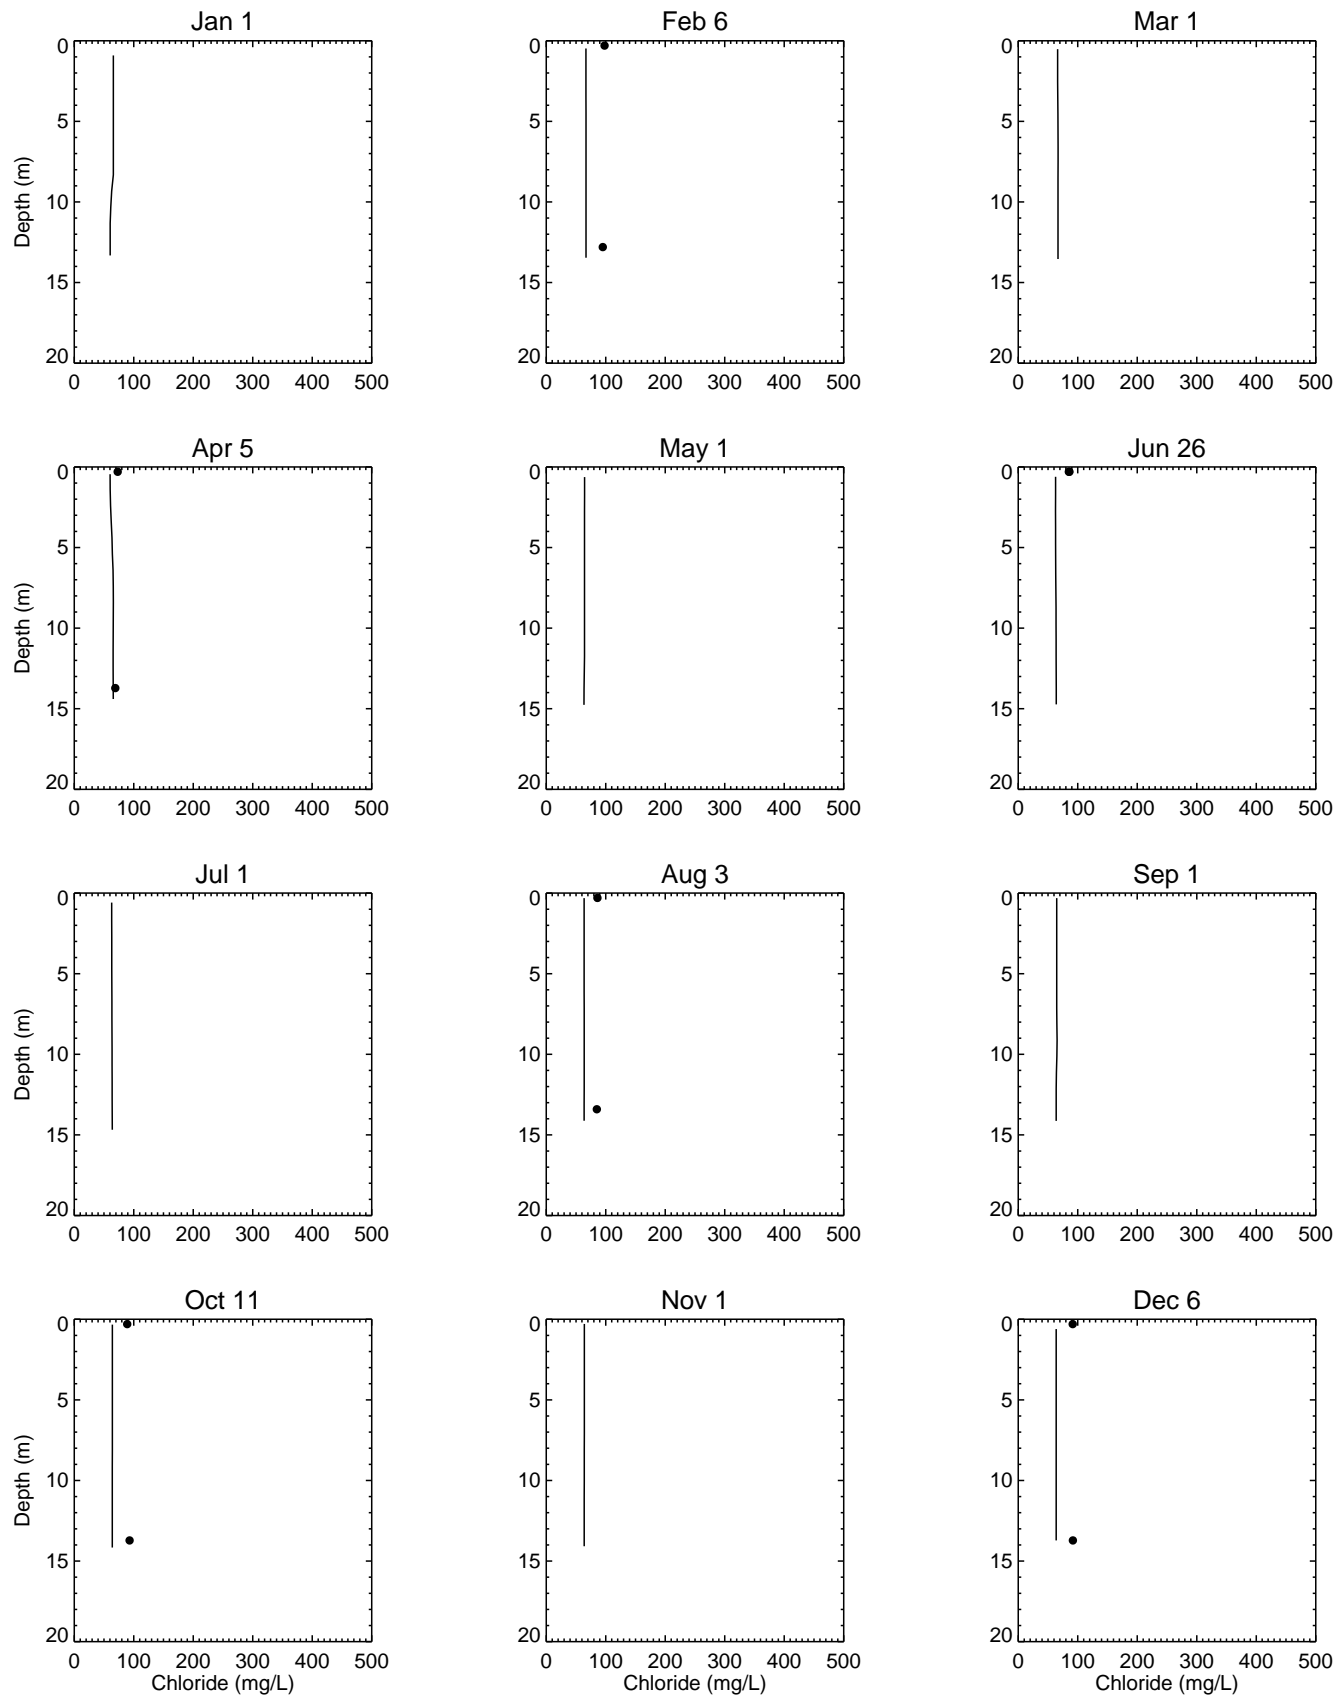 Jan 1 Feb 6 Mar 1
0 0 0
5 5 5
Depth (m)
10 10 10
15 15 15
20 20 20
0 100 200 300 400 500 0 100 200 300 400 500 0 100 200 300 400 500
Apr 5 May 1 Jun 26
0 0 0
5 5 5
Depth (m)
10 10 10
15 15 15
20 20 20
0 100 200 300 400 500 0 100 200 300 400 500 0 100 200 300 400 500
Jul 1 Aug 3 Sep 1
0 0 0
5 5 5
Depth (m)
10 10 10
15 15 15
20 20 20
0 100 200 300 400 500 0 100 200 300 400 500 0 100 200 300 400 500
Oct 11 Nov 1 Dec 6
0 0 0
5 5 5
Depth (m)
10 10 10
15 15 15
20 20 20
0 100 200 300 400 500 0 100 200 300 400 500 0 100 200 300 400 500
Chloride (mg/L) Chloride (mg/L) Chloride (mg/L)